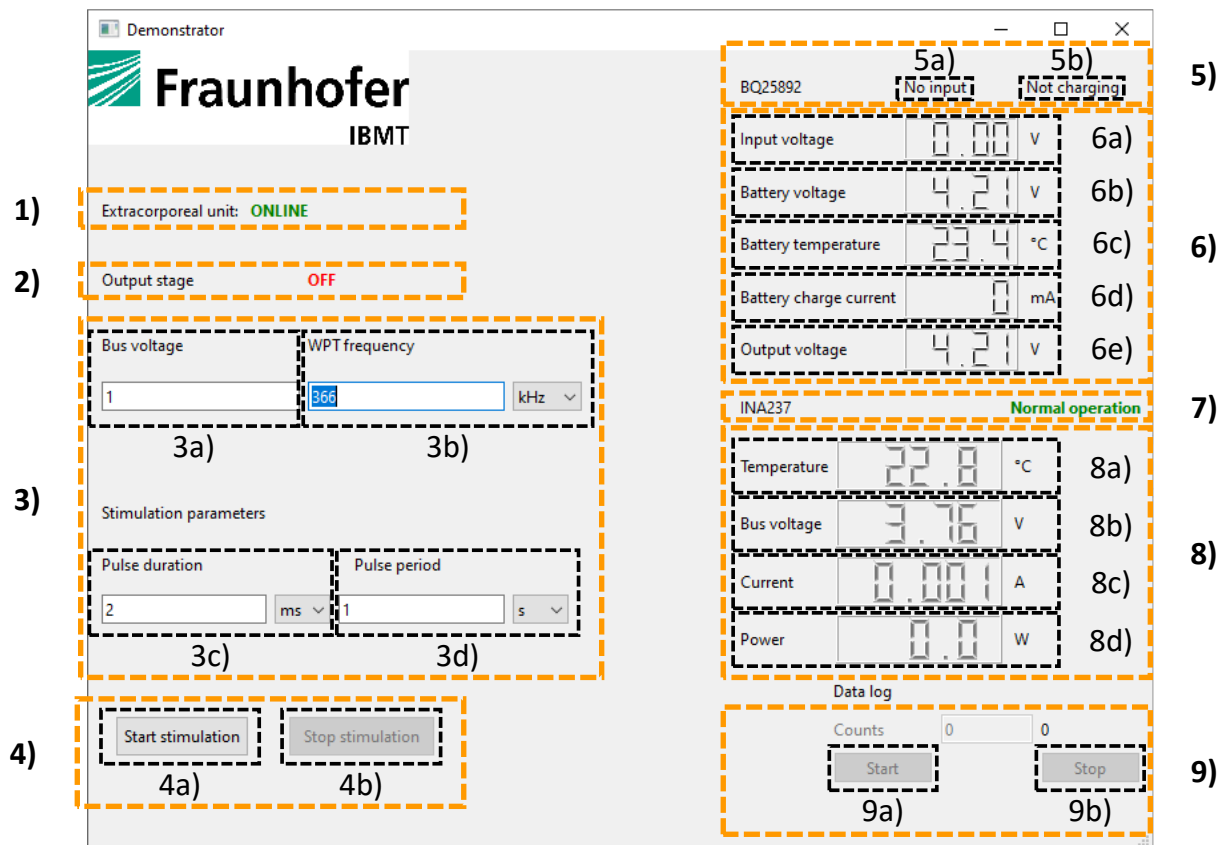 Demonstrator
Fraunhofer
IBMT
5a) 5b)
5)
BQ25892 No input Not charging
Input voltage 0.00 V 6a)
Battery voltage 4.21 V 6b)
Battery temperature 23.4 °C 6c)
6)
Battery charge current 0 mA 6d)
Output voltage 4.21 V 6e)
1)
Extracorporeal unit: ONLINE
2)
Output stage OFF
Bus voltage WPT frequency
1 366 kHz
3a) 3b)
3)
Stimulation parameters
Pulse duration Pulse period
2 ms 1 s
3c) 3d)
4)
Start stimulation Stop stimulation
4a) 4b)
INA237 Normal operation
7)
Temperature 22.8 °C 8a)
Bus voltage 3.76 V 8b)
8)
Current 0.001 A 8c)
Power 0.0 W 8d)
Data log
Counts 0 0
Start Stop
9)
9a) 9b)